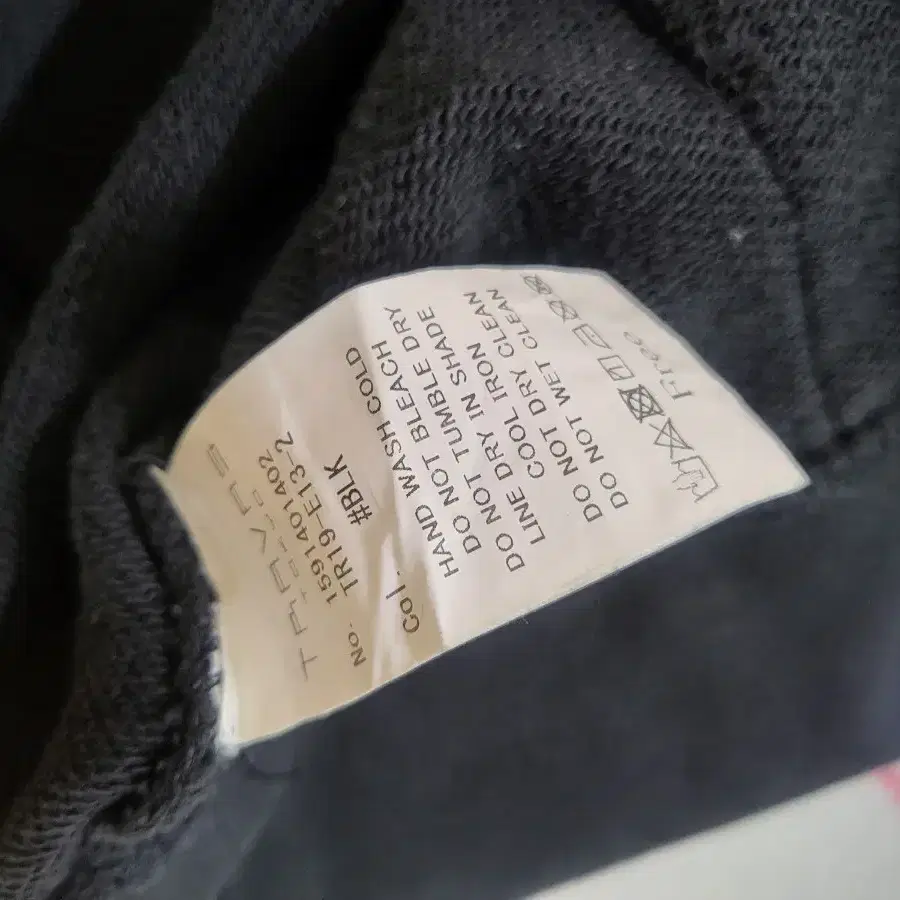 TRAVAS
No. 1591401402
TR19-E13-2
Col. #BLK
HAND WASH COLD
DO NOT BLEACH
DO NOT TUMBLE DRY
LINE DRY IN SHADE
COOL IRON
DO NOT DRY CLEAN
DO NOT WET CLEAN
Free